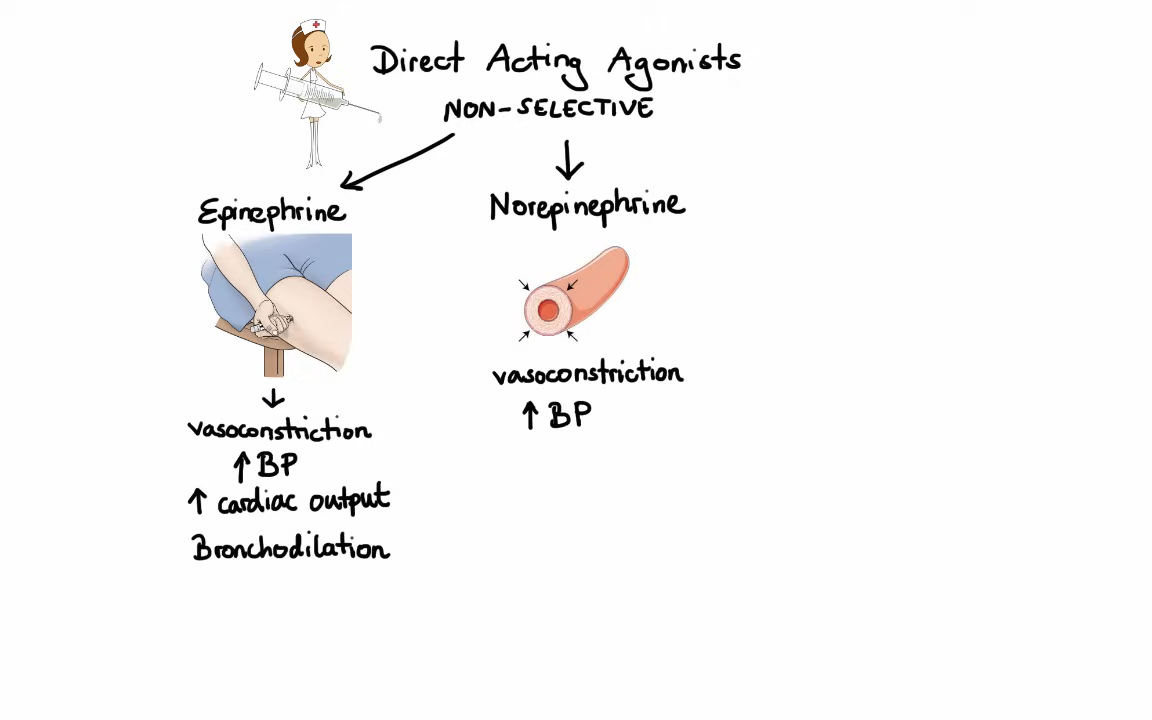 Direct Acting Agonists
NON-SELECTIVE
Epinephrine
vasoconstriction
↑ BP
↑ cardiac output
Bronchodilation
Norepinephrine
vasoconstriction
↑ BP